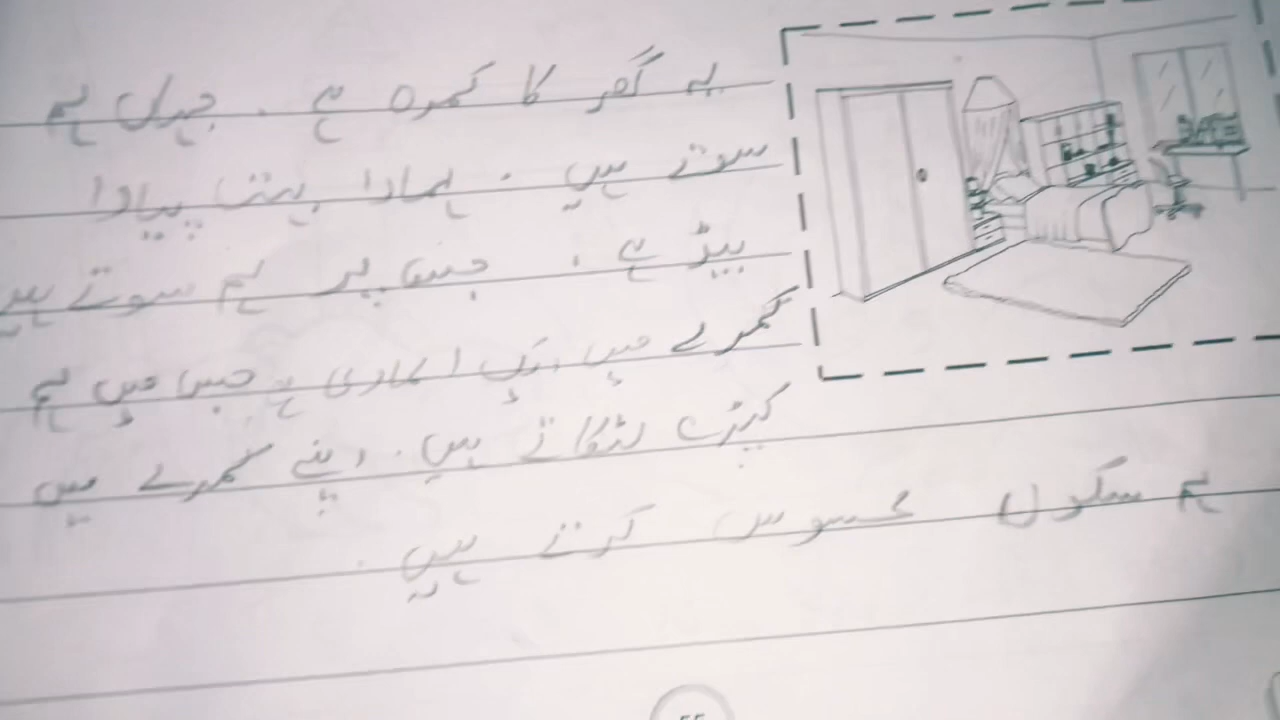 یہ گھر کا کمرہ ہے ۔ جہاں ہم
سوتے ہیں ۔ ہمارا بہت پیارا
بیڈ ہے ۔ جس پر ہم سوتے ہیں
کمرے میں ایک الماری ہے جس میں ہم
کپڑے لٹکاتے ہیں ۔ اپنے کمرے میں
ہم سکون محسوس کرتے ہیں ۔
55